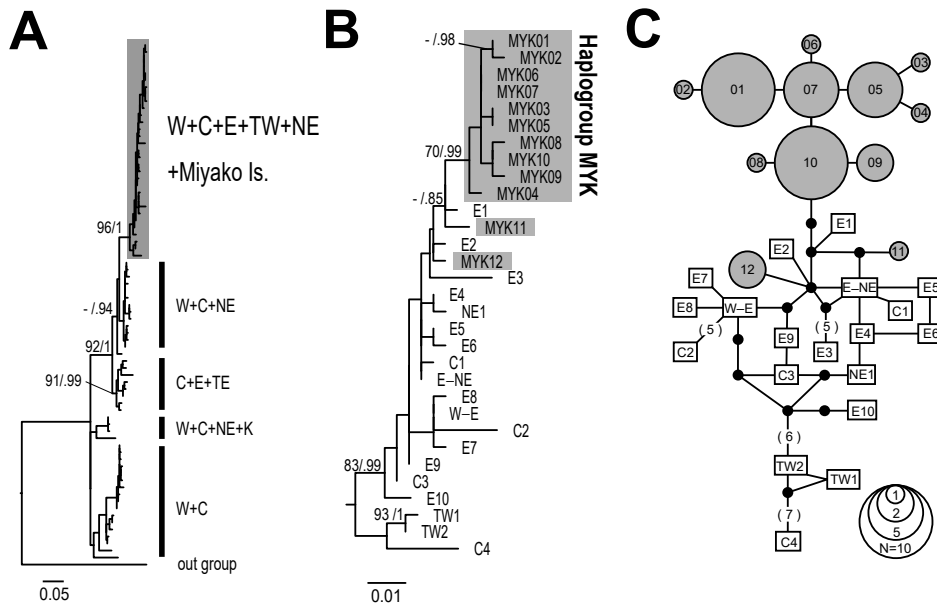 A
W+C+E+TW+NE
+Miyako Is.
96/1
W+C+NE
- /.94
92/1
91/.99
C+E+TE
W+C+NE+K
W+C
out group
0.05
B
Haplogroup MYK
- /.98
MYK01
MYK02
MYK06
MYK07
MYK03
MYK05
MYK08
MYK10
MYK09
MYK04
70/.99
- /.85
E1
MYK11
E2
MYK12
E3
E4
NE1
E5
E6
C1
E–NE
E8
W–E
C2
E7
E9
83/.99
C3
E10
93 /1
TW1
TW2
C4
0.01
C
06
03
02
01
07
05
04
08
10
09
E1
E2
11
12
E7
E–NE
E5
E8
W–E
C1
(5)
(5)
E9
E4
E6
C2
E3
C3
NE1
E10
(6)
TW2
TW1
(7)
C4
1
2
5
N=10